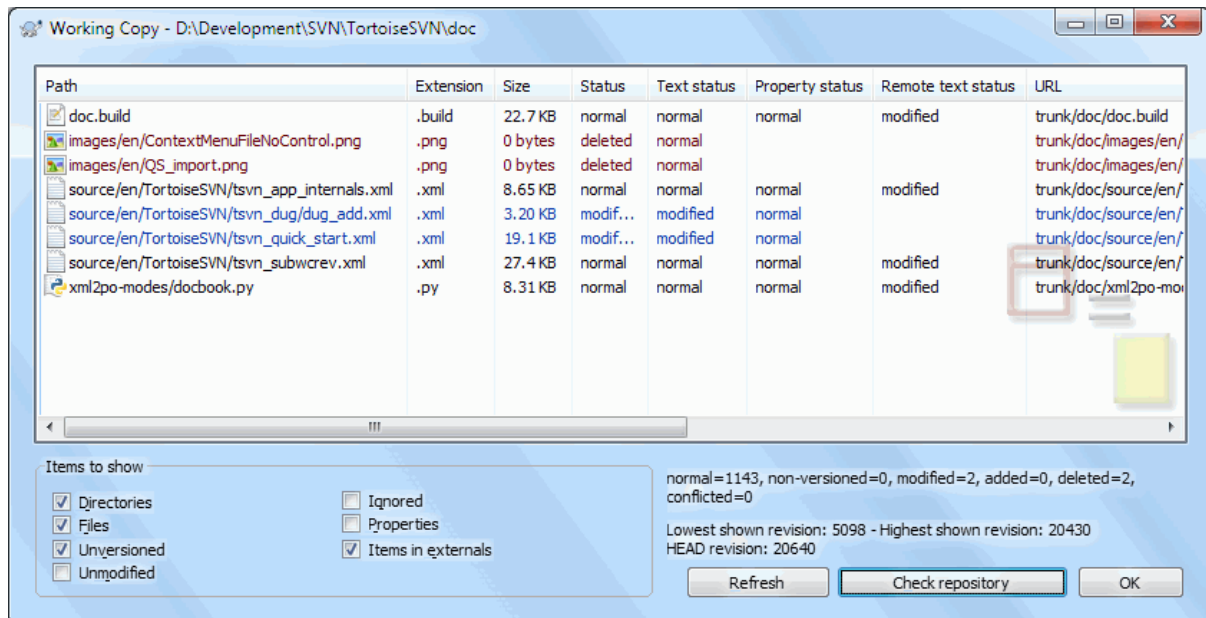 Working Copy - D:\Development\SVN\TortoiseSVN\doc
Path Extension Size Status Text status Property status Remote text status URL
doc.build .build 22.7 KB normal normal normal modified trunk/doc/doc.build
images/en/ContextMenuFileNoControl.png .png 0 bytes deleted normal trunk/doc/images/en/
images/en/QS_import.png .png 0 bytes deleted normal trunk/doc/images/en/
source/en/TortoiseSVN/tsvn_app_internals.xml .xml 8.65 KB normal normal normal modified trunk/doc/source/en/
source/en/TortoiseSVN/tsvn_dug/dug_add.xml .xml 3.20 KB modif... modified normal trunk/doc/source/en/
source/en/TortoiseSVN/tsvn_quick_start.xml .xml 19.1 KB modif... modified normal trunk/doc/source/en/
source/en/TortoiseSVN/tsvn_subwcrev.xml .xml 27.4 KB normal normal normal modified trunk/doc/source/en/
xml2po-modes/docbook.py .py 8.31 KB normal normal normal modified trunk/doc/xml2po-mo
Items to show
Directories Ignored
Files Properties
Unversioned Items in externals
Unmodified
normal=1143, non-versioned=0, modified=2, added=0, deleted=2,
conflicted=0
Lowest shown revision: 5098 - Highest shown revision: 20430
HEAD revision: 20640
Refresh Check repository OK